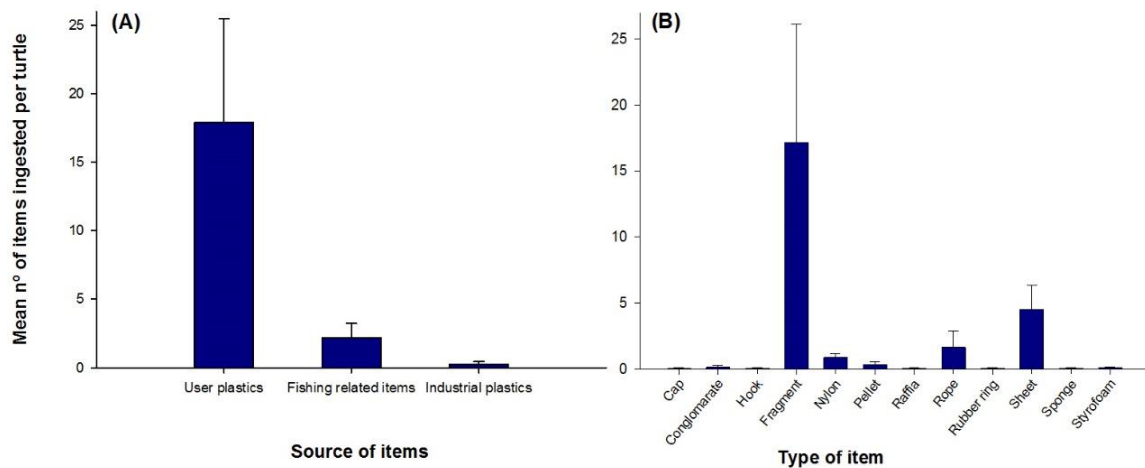 (A)
Mean nº of items ingested per turtle
25
20
15
10
5
0
User plastics
Fishing related items
Industrial plastics
Source of items
(B)
25
20
15
10
5
0
Cap
Conglomarate
Hook
Fragment
Nylon
Pellet
Raffia
Rope
Rubber ring
Sheet
Sponge
Styrofoam
Type of item